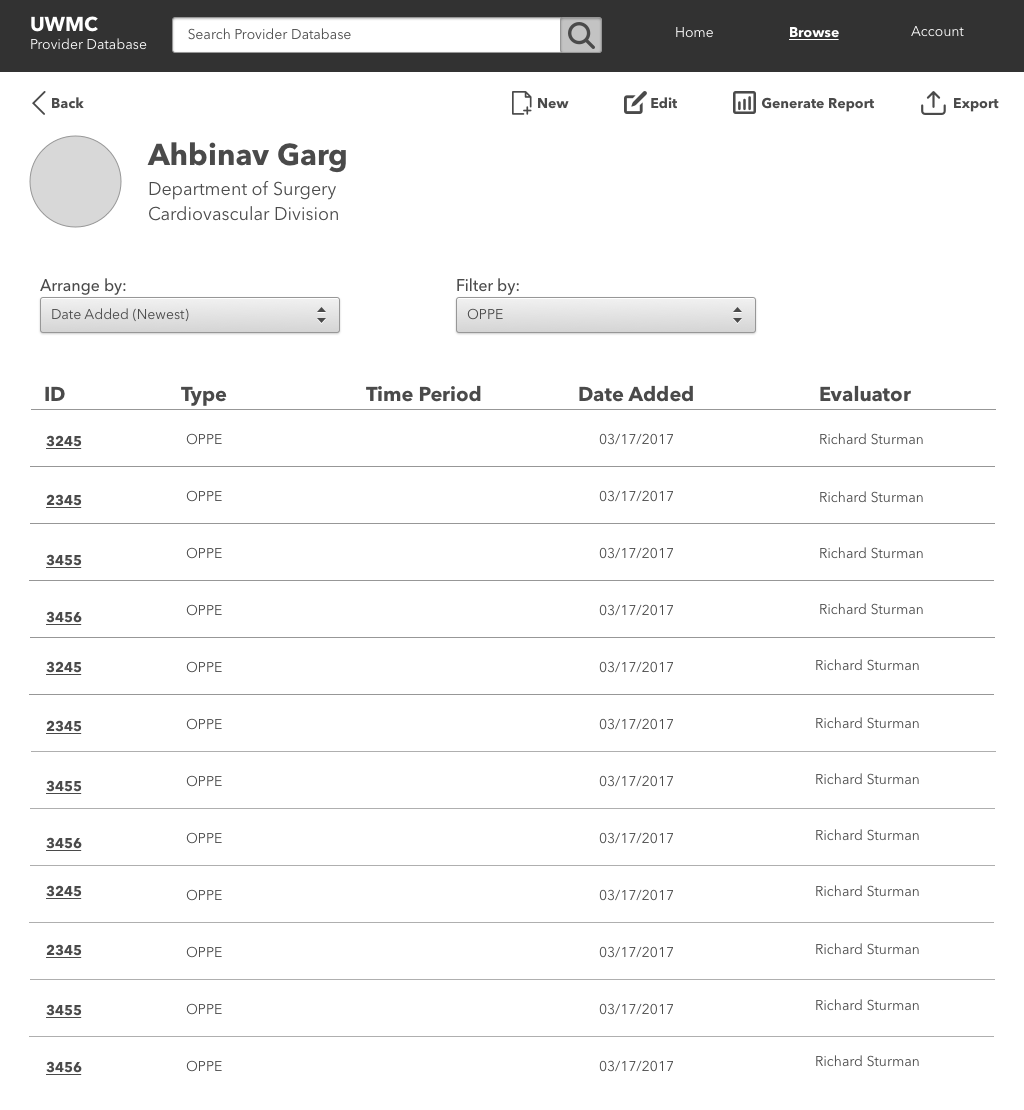 UWMC
Provider Database
Search Provider Database
Home
Browse
Account
Back
New
Edit
Generate Report
Export
Ahbinav Garg
Department of Surgery
Cardiovascular Division
Arrange by:
Filter by:
Date Added (Newest)
OPPE
ID Type Time Period Date Added Evaluator
3245 OPPE 03/17/2017 Richard Sturman
2345 OPPE 03/17/2017 Richard Sturman
3455 OPPE 03/17/2017 Richard Sturman
3456 OPPE 03/17/2017 Richard Sturman
3245 OPPE 03/17/2017 Richard Sturman
2345 OPPE 03/17/2017 Richard Sturman
3455 OPPE 03/17/2017 Richard Sturman
3456 OPPE 03/17/2017 Richard Sturman
3245 OPPE 03/17/2017 Richard Sturman
2345 OPPE 03/17/2017 Richard Sturman
3455 OPPE 03/17/2017 Richard Sturman
3456 OPPE 03/17/2017 Richard Sturman